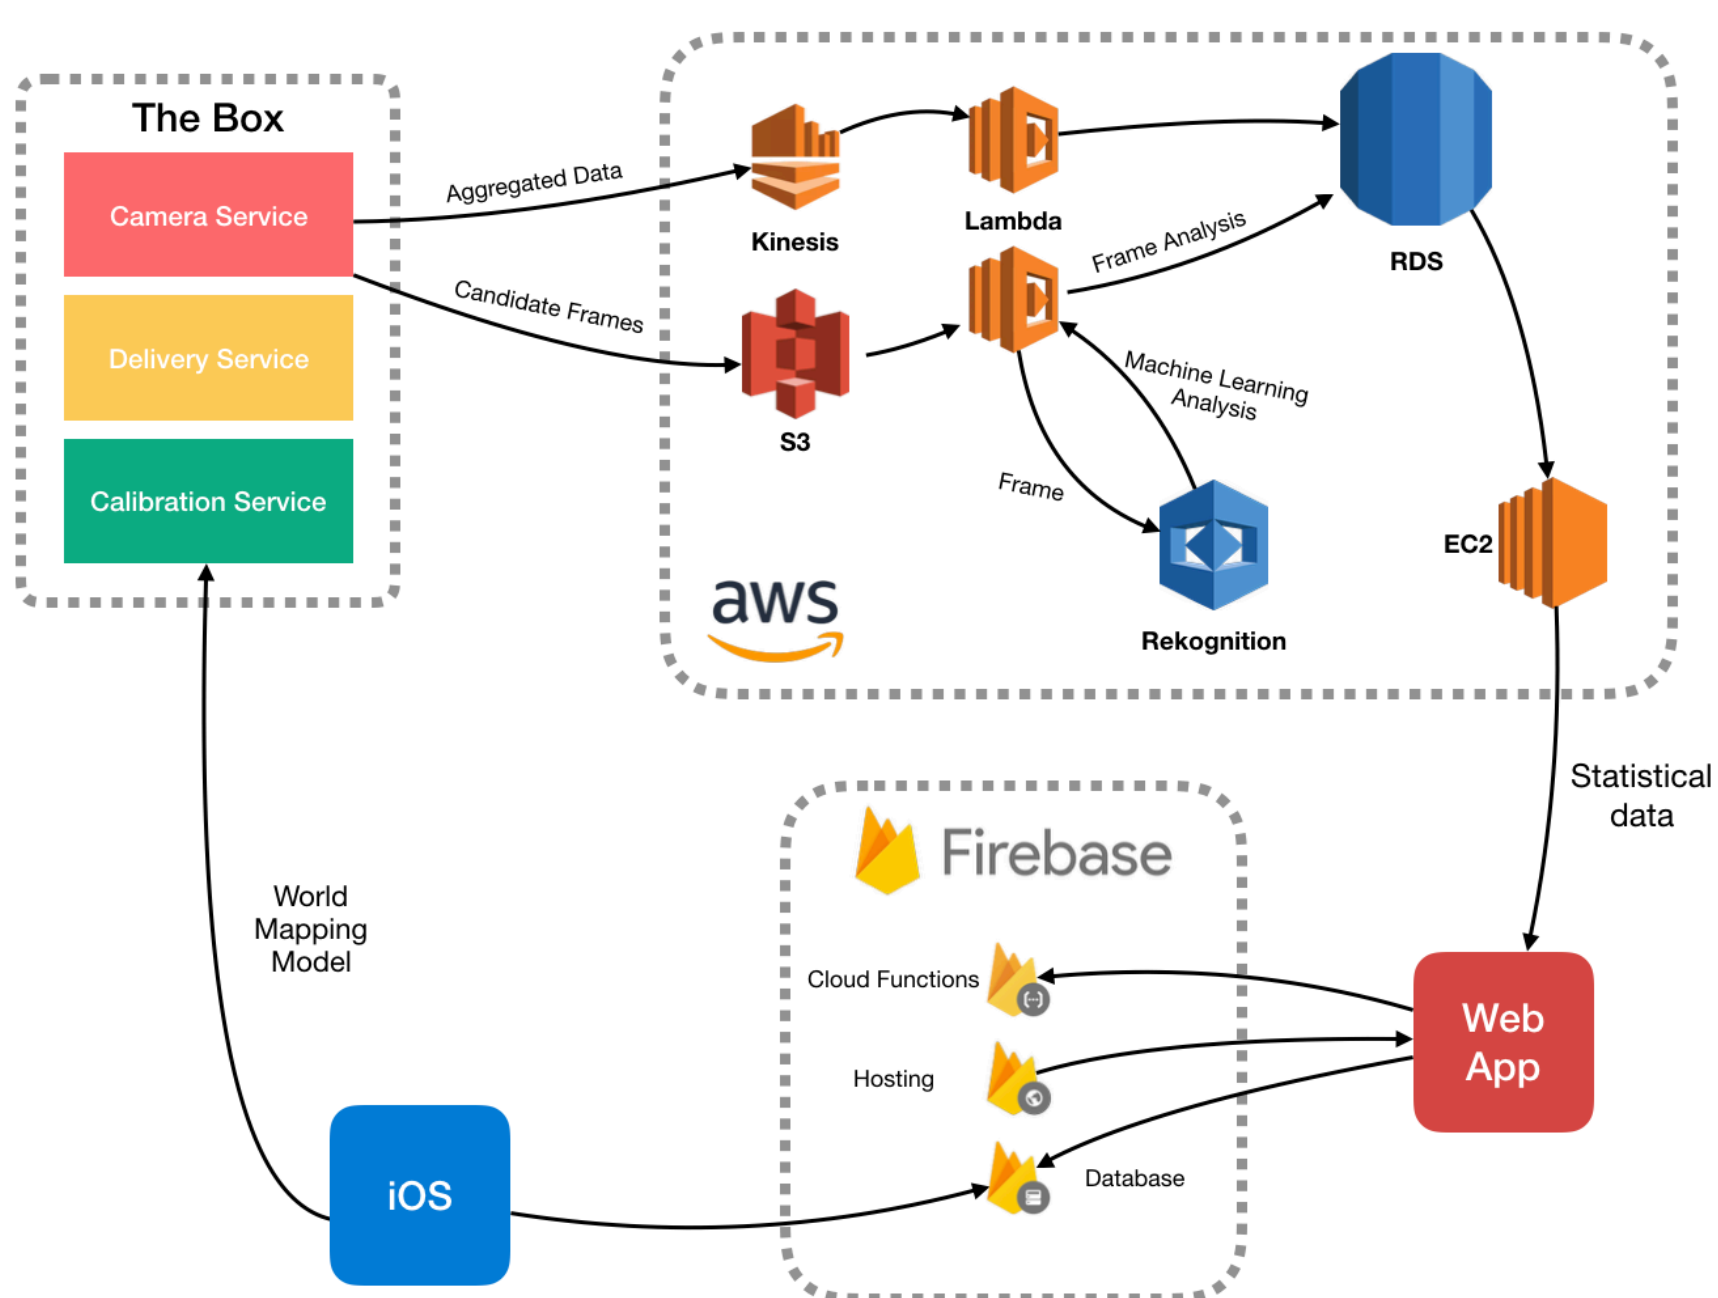 The Box
Camera Service
Delivery Service
Calibration Service
Aggregated Data
Candidate Frames
Kinesis
Lambda
S3
Frame Analysis
RDS
Machine Learning
Analysis
Frame
Rekognition
EC2
aws
Statistical
data
Firebase
Cloud Functions
Hosting
Database
Web
App
World
Mapping
Model
iOS